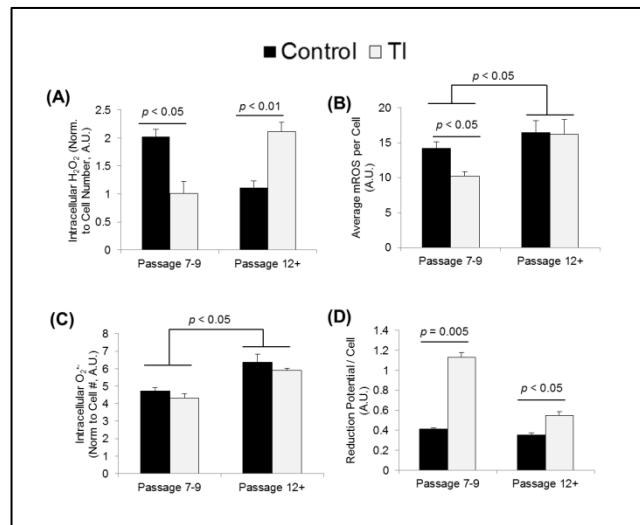 Control TI
(A)
Intracellular H2O2 (Norm. to Cell Number, A.U.)
2.5
2
1.5
1
0.5
0
p < 0.05
p < 0.01
Passage 7-9 Passage 12+
(B)
Average mROS per Cell (A.U.)
20
15
10
5
0
p < 0.05
p < 0.05
Passage 7-9 Passage 12+
(C)
Intracellular O2•- (Norm to Cell #, A.U.)
8
7
6
5
4
3
2
1
0
p < 0.05
Passage 7-9 Passage 12+
(D)
Reduction Potential / Cell (A.U.)
1.4
1.2
1
0.8
0.6
0.4
0.2
0
p = 0.005
p < 0.05
Passage 7-9 Passage 12+